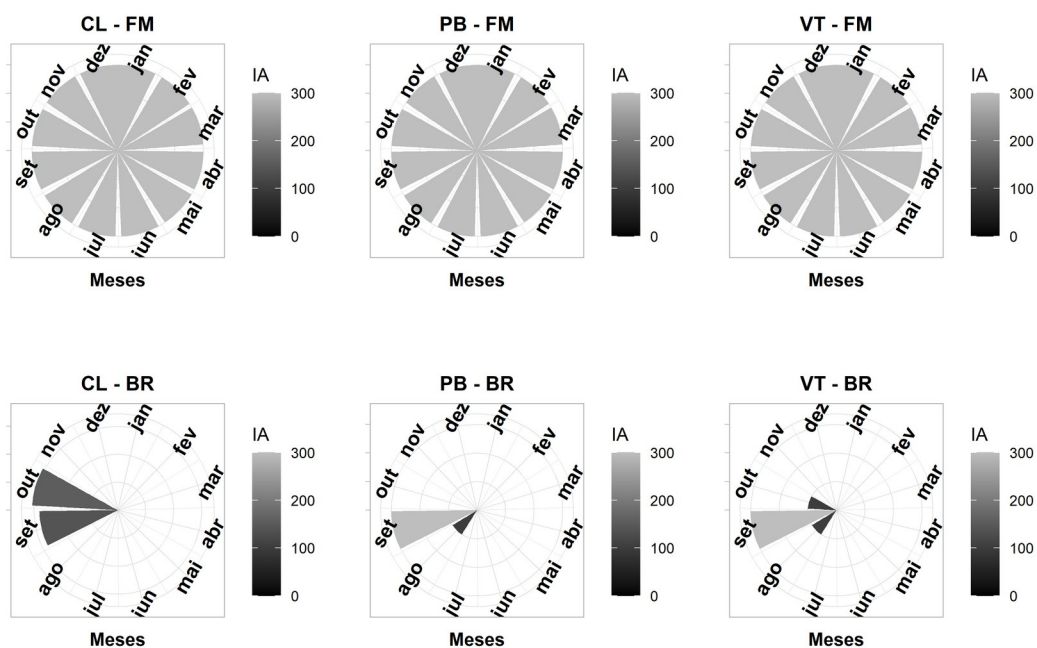 CL - FM
dez
jan
fev
mar
abr
mai
jun
jul
ago
set
out
nov
Meses
IA
300
200
100
0
PB - FM
dez
jan
fev
mar
abr
mai
jun
jul
ago
set
out
nov
Meses
IA
300
200
100
0
VT - FM
dez
jan
fev
mar
abr
mai
jun
jul
ago
set
out
nov
Meses
IA
300
200
100
0
CL - BR
dez
jan
fev
mar
abr
mai
jun
jul
ago
set
out
nov
Meses
IA
300
200
100
0
PB - BR
dez
jan
fev
mar
abr
mai
jun
jul
ago
set
out
nov
Meses
IA
300
200
100
0
VT - BR
dez
jan
fev
mar
abr
mai
jun
jul
ago
set
out
nov
Meses
IA
300
200
100
0